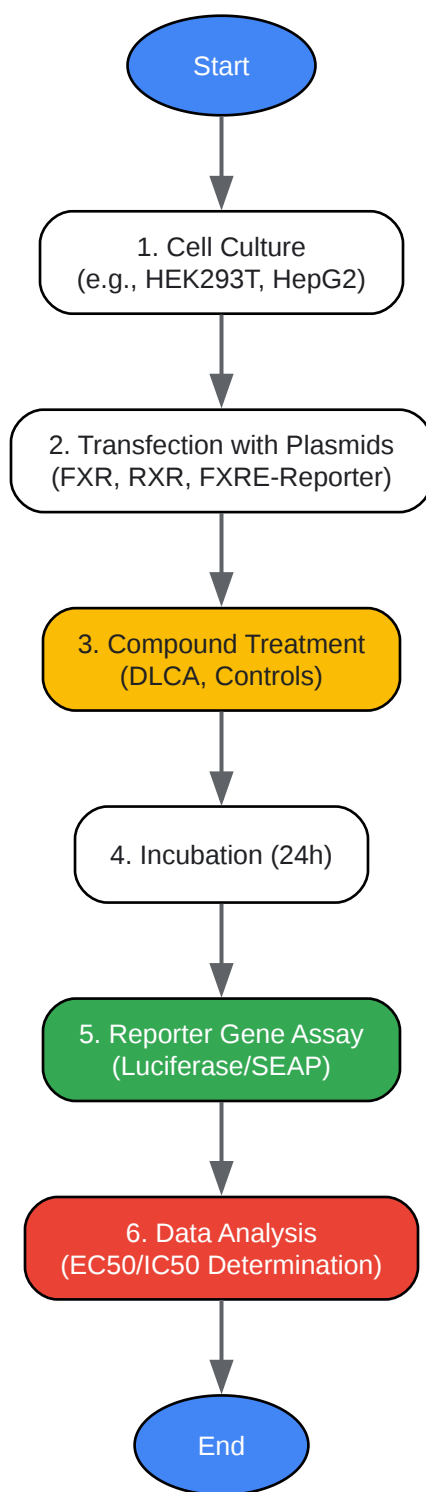 Start
1. Cell Culture
(e.g., HEK293T, HepG2)
2. Transfection with Plasmids
(FXR, RXR, FXRE-Reporter)
3. Compound Treatment
(DLCA, Controls)
4. Incubation (24h)
5. Reporter Gene Assay
(Luciferase/SEAP)
6. Data Analysis
(EC50/IC50 Determination)
End